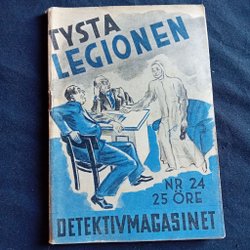 TYSTA
LEGIONEN
NR 24
25 ÖRE
DETEKTIVMAGASINET